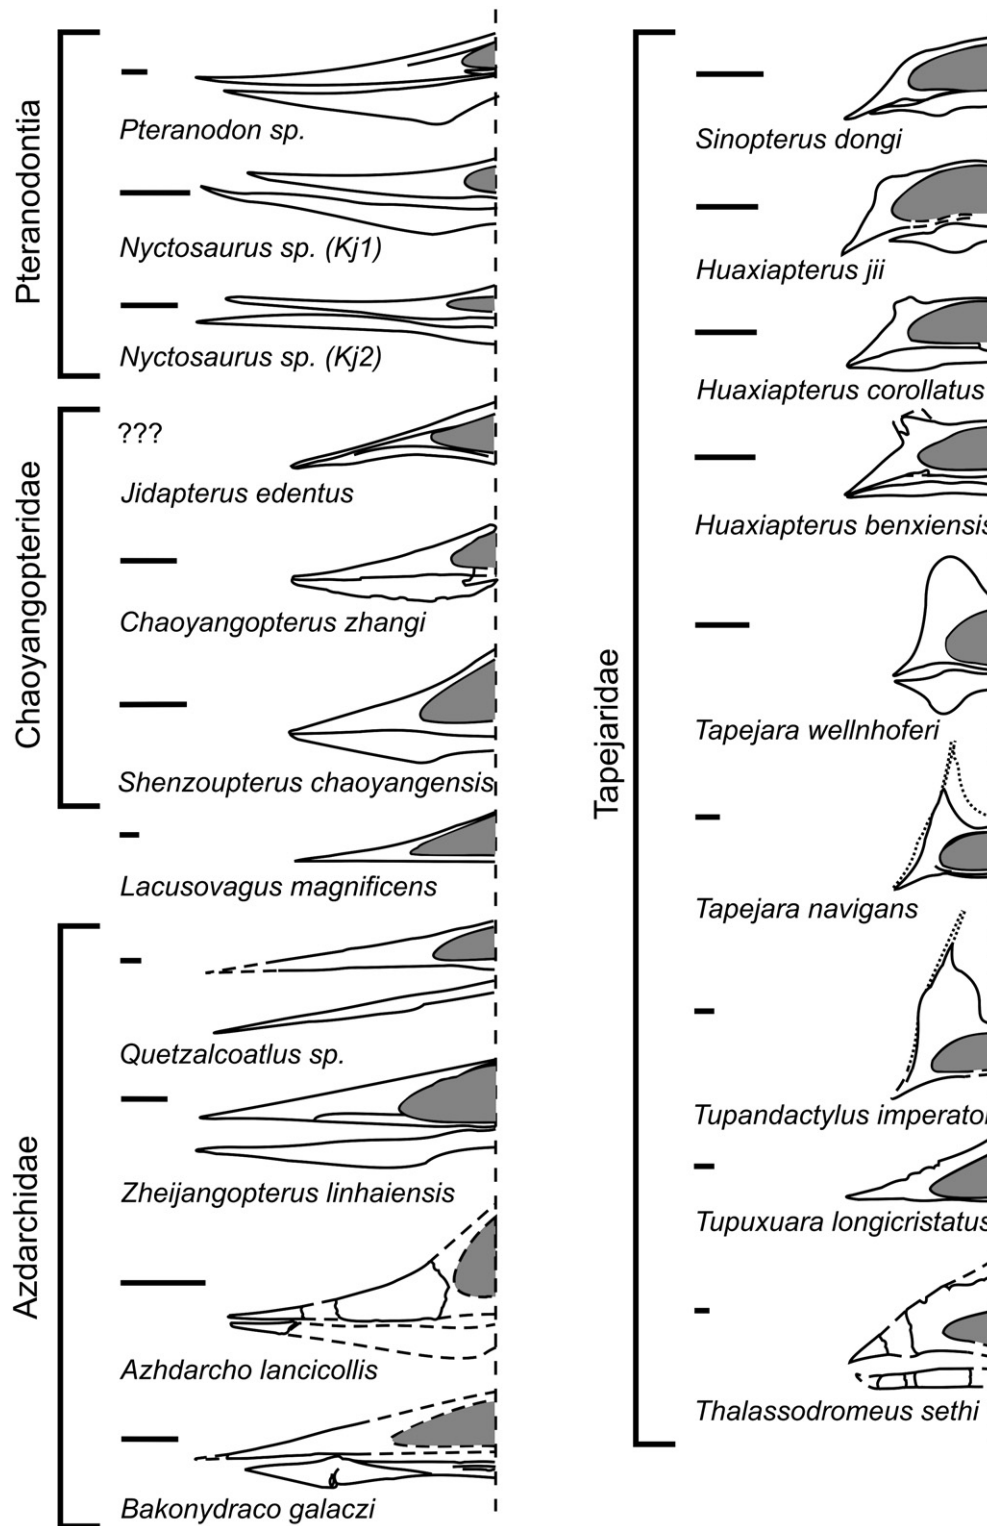 Pteranodontia
Pteranodon sp.
Nyctosaurus sp. (Kj1)
Nyctosaurus sp. (Kj2)
Chaoyangopteridae
???
Jidapterus edentus
Chaoyangopterus zhangi
Shenzoupterus chaoyangensis
Lacusovagus magnificens
Azdarchidae
Quetzalcoatlus sp.
Zheijangopterus linhaiensis
Azhdarcho lancicollis
Bakonydraco galaczi
Tapejaridae
Sinopterus dongi
Huaxiapterus jii
Huaxiapterus corollatus
Huaxiapterus benxiensis
Tapejara wellnhoferi
Tapejara navigans
Tupandactylus imperator
Tupuxuara longicristatus
Thalassodromeus sethi